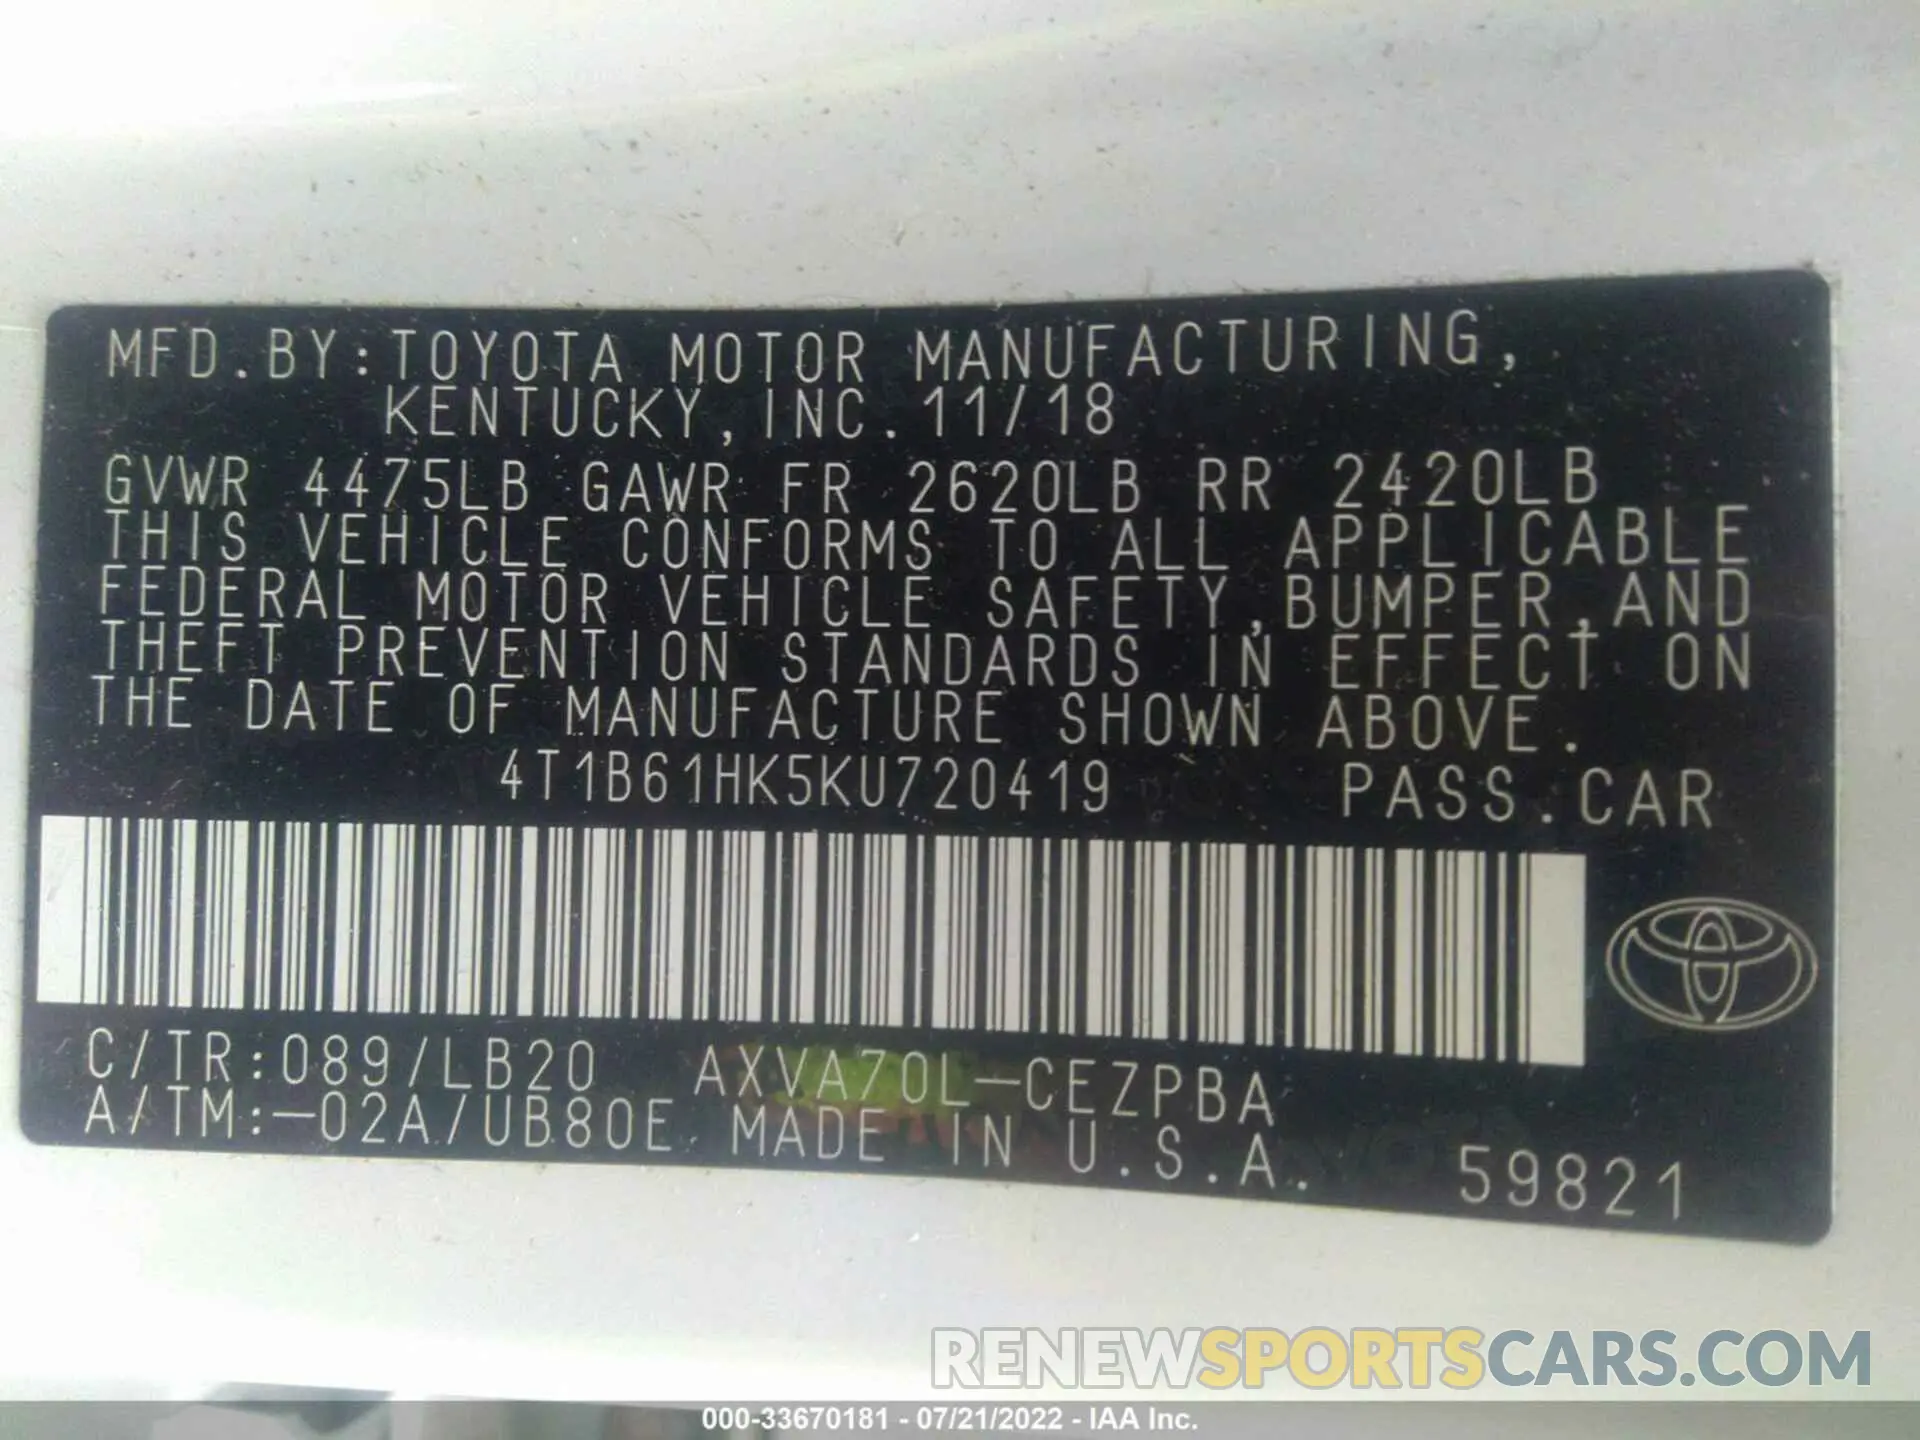 MFD.BY:TOYOTA MOTOR MANUFACTURING,
KENTUCKY,INC.11/18
GVWR 4475LB GAWR FR 2620LB RR 2420LB
THIS VEHICLE CONFORMS TO ALL APPLICABLE
FEDERAL MOTOR VEHICLE SAFETY,BUMPER,AND
THEFT PREVENTION STANDARDS IN EFFECT ON
THE DATE OF MANUFACTURE SHOWN ABOVE.
4T1B61HK5KU720419 PASS.CAR
C/TR:089/LB20 AXVA70L-CEZPBA
A/TM:-02A/UB80E MADE IN U.S.A. 59821
RENEWSPORTSCARS.COM
000-33670181 - 07/21/2022 - IAA Inc.